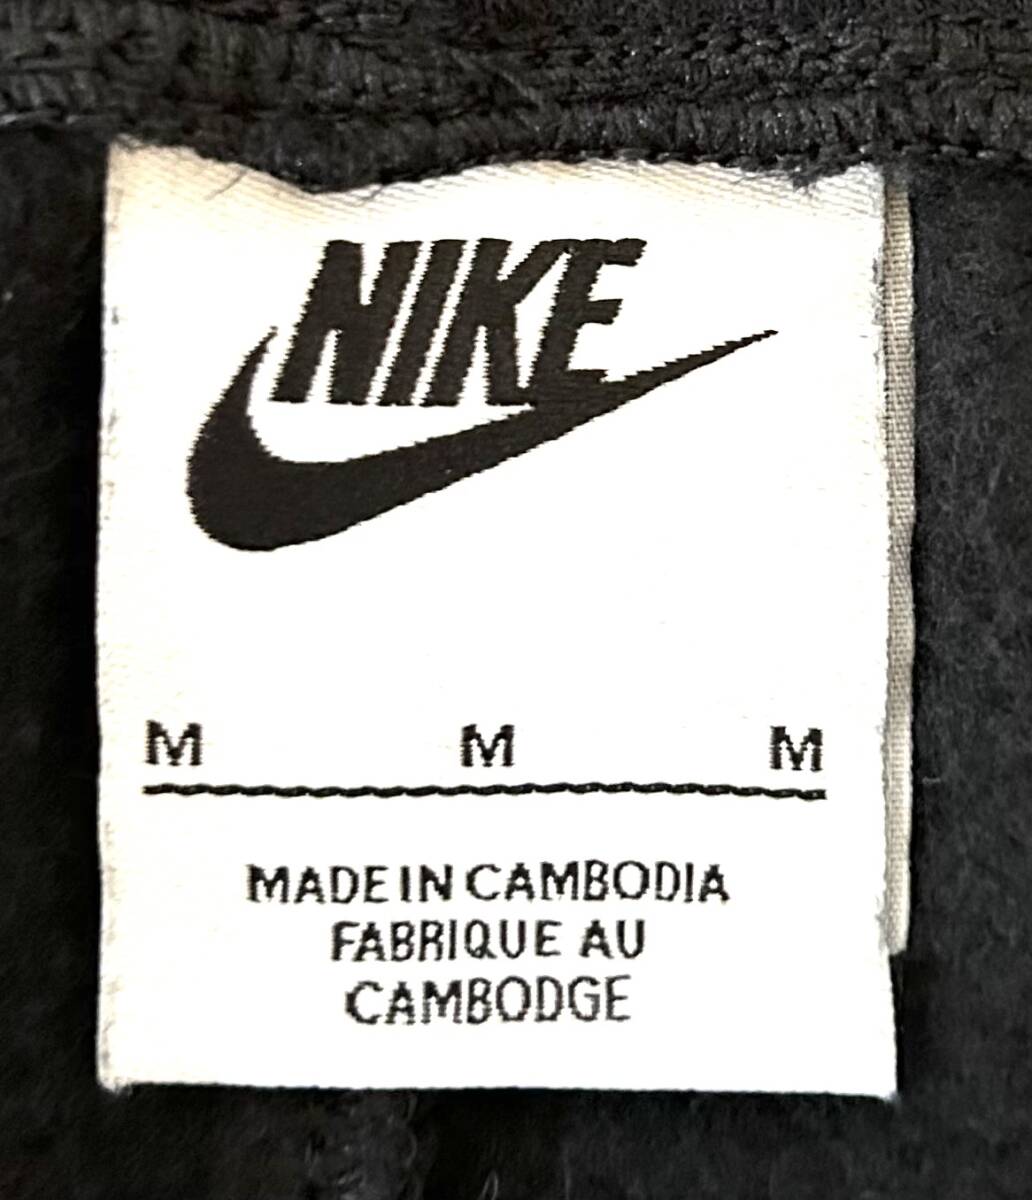 NIKE
M M M
MADE IN CAMBODIA
FABRIQUE AU
CAMBODGE